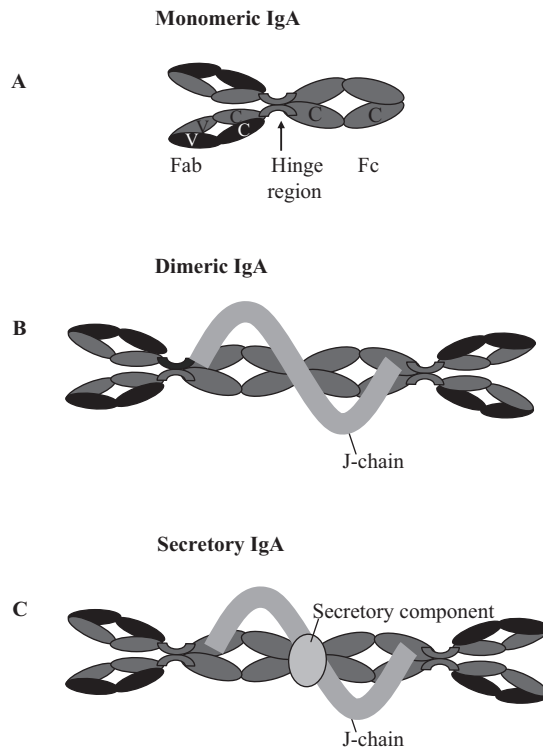 Monomeric IgA
A
C
C
C
V
C
V
Fab
Hinge
region
Fc
Dimeric IgA
B
J-chain
Secretory IgA
C
Secretory component
J-chain